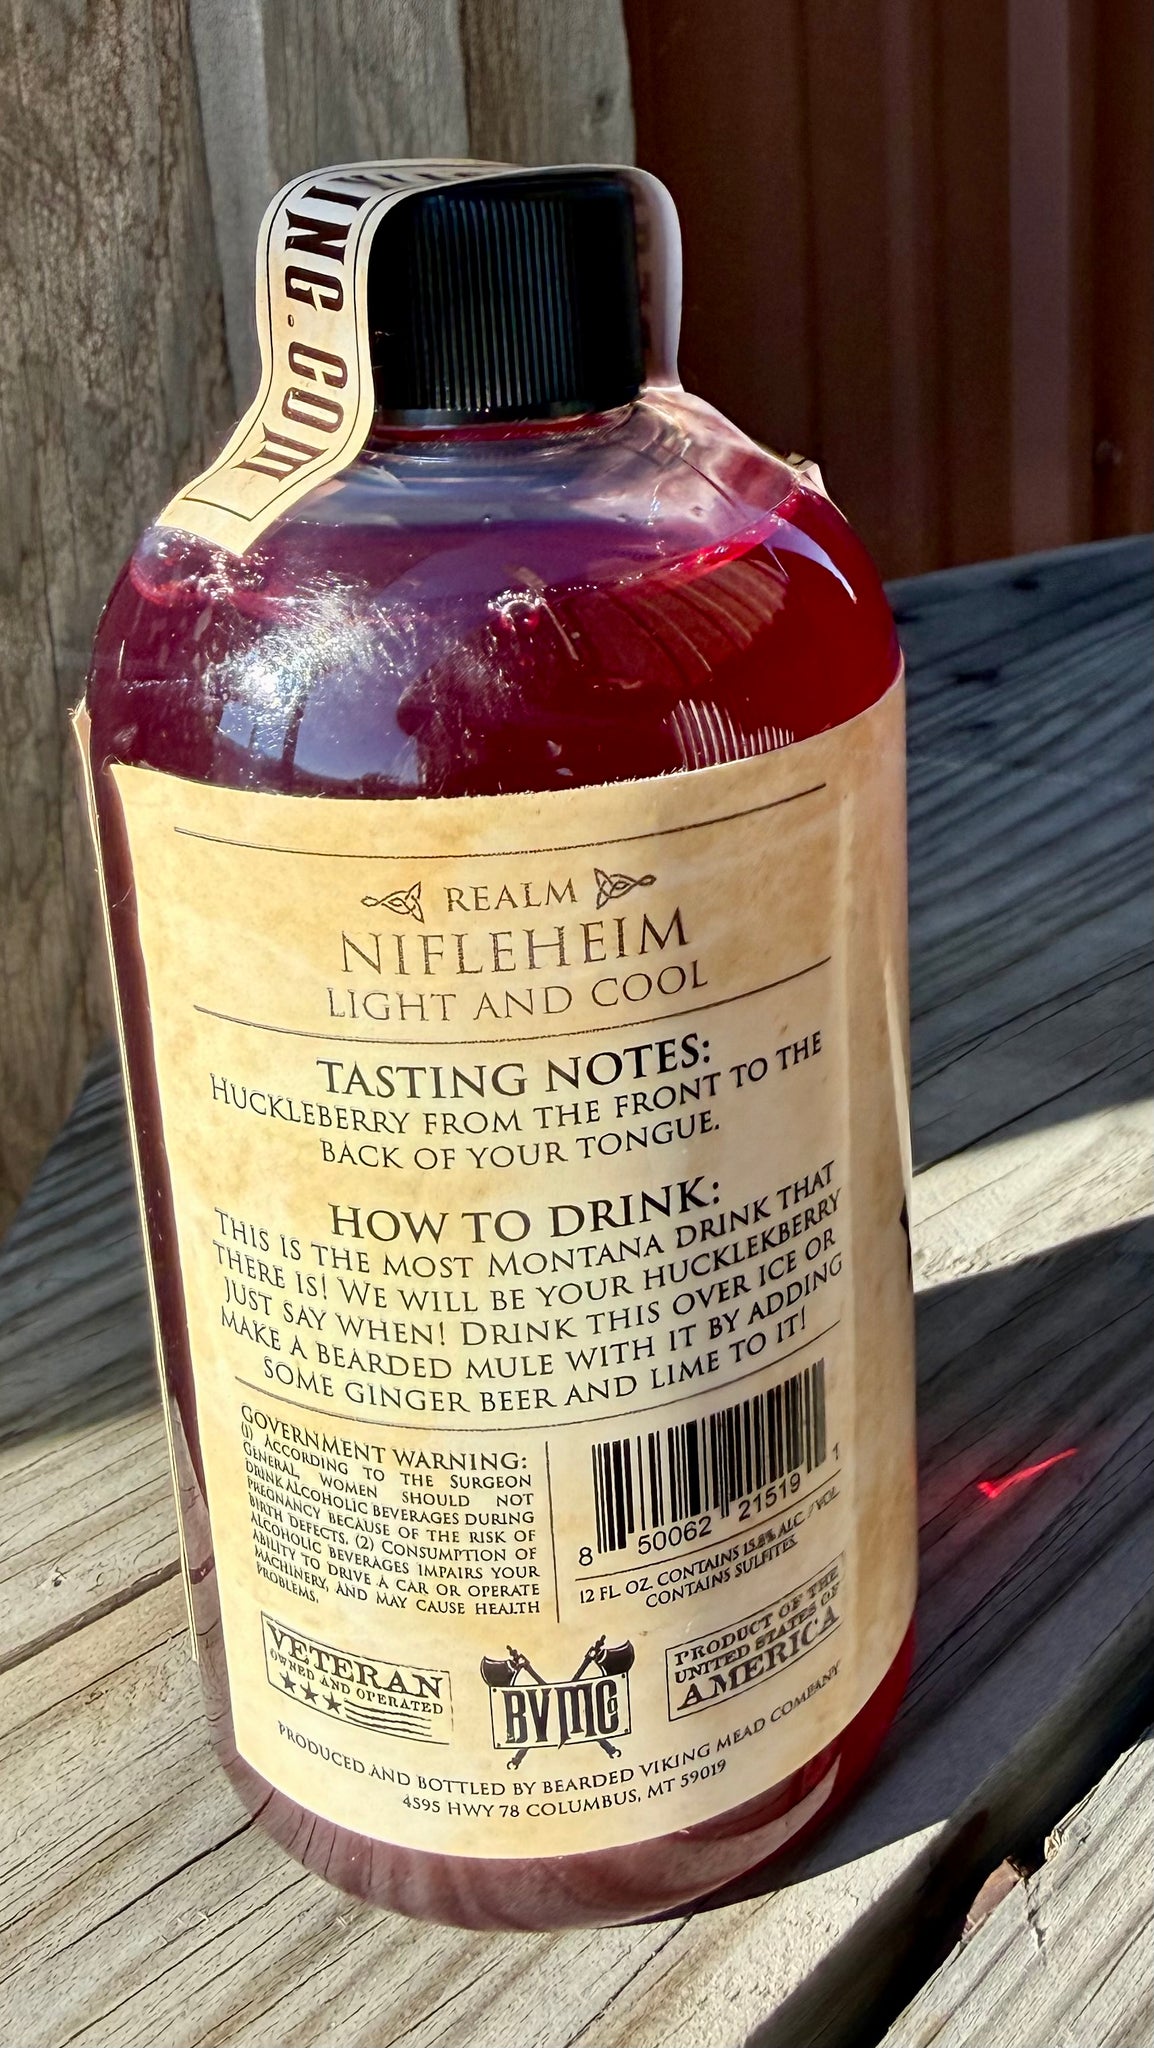 ING.COM
REALM
NIFLEHEIM
LIGHT AND COOL
TASTING NOTES:
HUCKLEBERRY FROM THE FRONT TO THE
BACK OF YOUR TONGUE.
HOW TO DRINK:
THIS IS THE MOST MONTANA DRINK THAT
THERE IS! WE WILL BE YOUR HUCKLEKBERRY
JUST SAY WHEN! DRINK THIS OVER ICE OR
MAKE A BEARDED MULE WITH IT BY ADDING
SOME GINGER BEER AND LIME TO IT!
GOVERNMENT WARNING:
(1) ACCORDING TO THE SURGEON
GENERAL, WOMEN SHOULD NOT
DRINK ALCOHOLIC BEVERAGES DURING
PREGNANCY BECAUSE OF THE RISK OF
BIRTH DEFECTS. (2) CONSUMPTION OF
ALCOHOLIC BEVERAGES IMPAIRS YOUR
ABILITY TO DRIVE A CAR OR OPERATE
MACHINERY, AND MAY CAUSE HEALTH
PROBLEMS.
8 50062 21519 1
12 FL. OZ. CONTAINS 15.8% ALC. / VOL
CONTAINS SULFITES.
VETERAN
OWNED AND OPERATED
BVMCo
PRODUCT OF THE
UNITED STATES OF
AMERICA
PRODUCED AND BOTTLED BY BEARDED VIKING MEAD COMPANY
4595 HWY 78 COLUMBUS, MT 59019